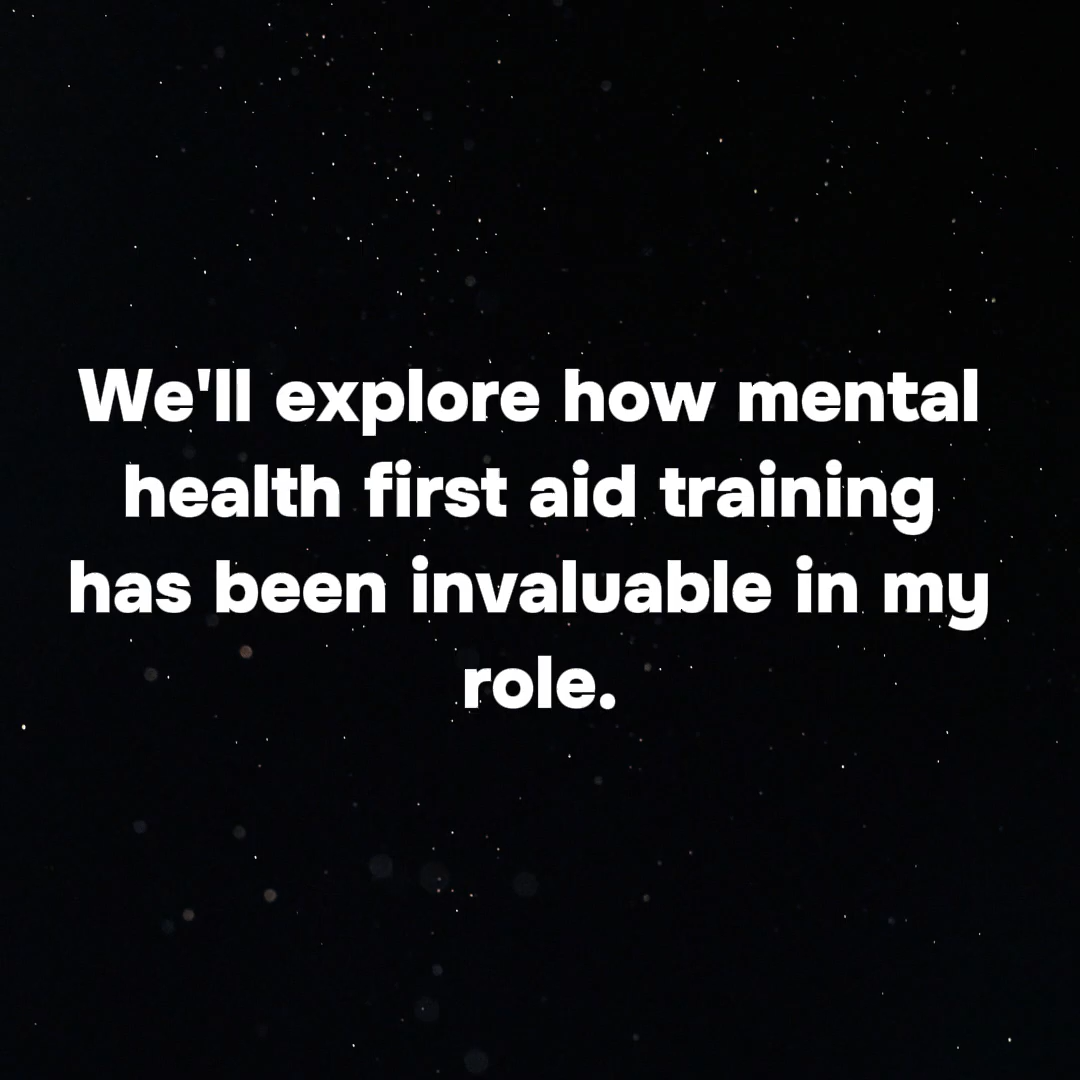 We'll explore how mental
health first aid training
has been invaluable in my
role.